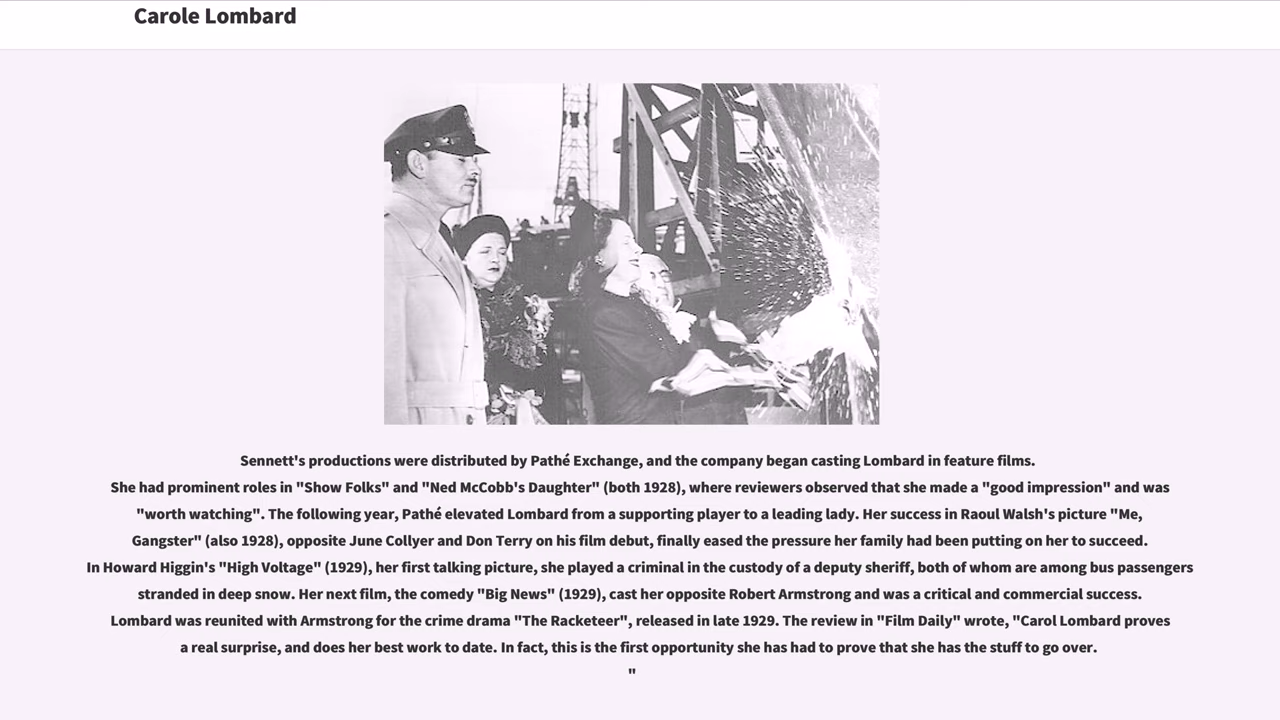 Carole Lombard
Sennett's productions were distributed by Pathé Exchange, and the company began casting Lombard in feature films.
She had prominent roles in "Show Folks" and "Ned McCobb's Daughter" (both 1928), where reviewers observed that she made a "good impression" and was
"worth watching". The following year, Pathé elevated Lombard from a supporting player to a leading lady. Her success in Raoul Walsh's picture "Me,
Gangster" (also 1928), opposite June Collyer and Don Terry on his film debut, finally eased the pressure her family had been putting on her to succeed.
In Howard Higgin's "High Voltage" (1929), her first talking picture, she played a criminal in the custody of a deputy sheriff, both of whom are among bus passengers
stranded in deep snow. Her next film, the comedy "Big News" (1929), cast her opposite Robert Armstrong and was a critical and commercial success.
Lombard was reunited with Armstrong for the crime drama "The Racketeer", released in late 1929. The review in "Film Daily" wrote, "Carol Lombard proves
a real surprise, and does her best work to date. In fact, this is the first opportunity she has had to prove that she has the stuff to go over.
"